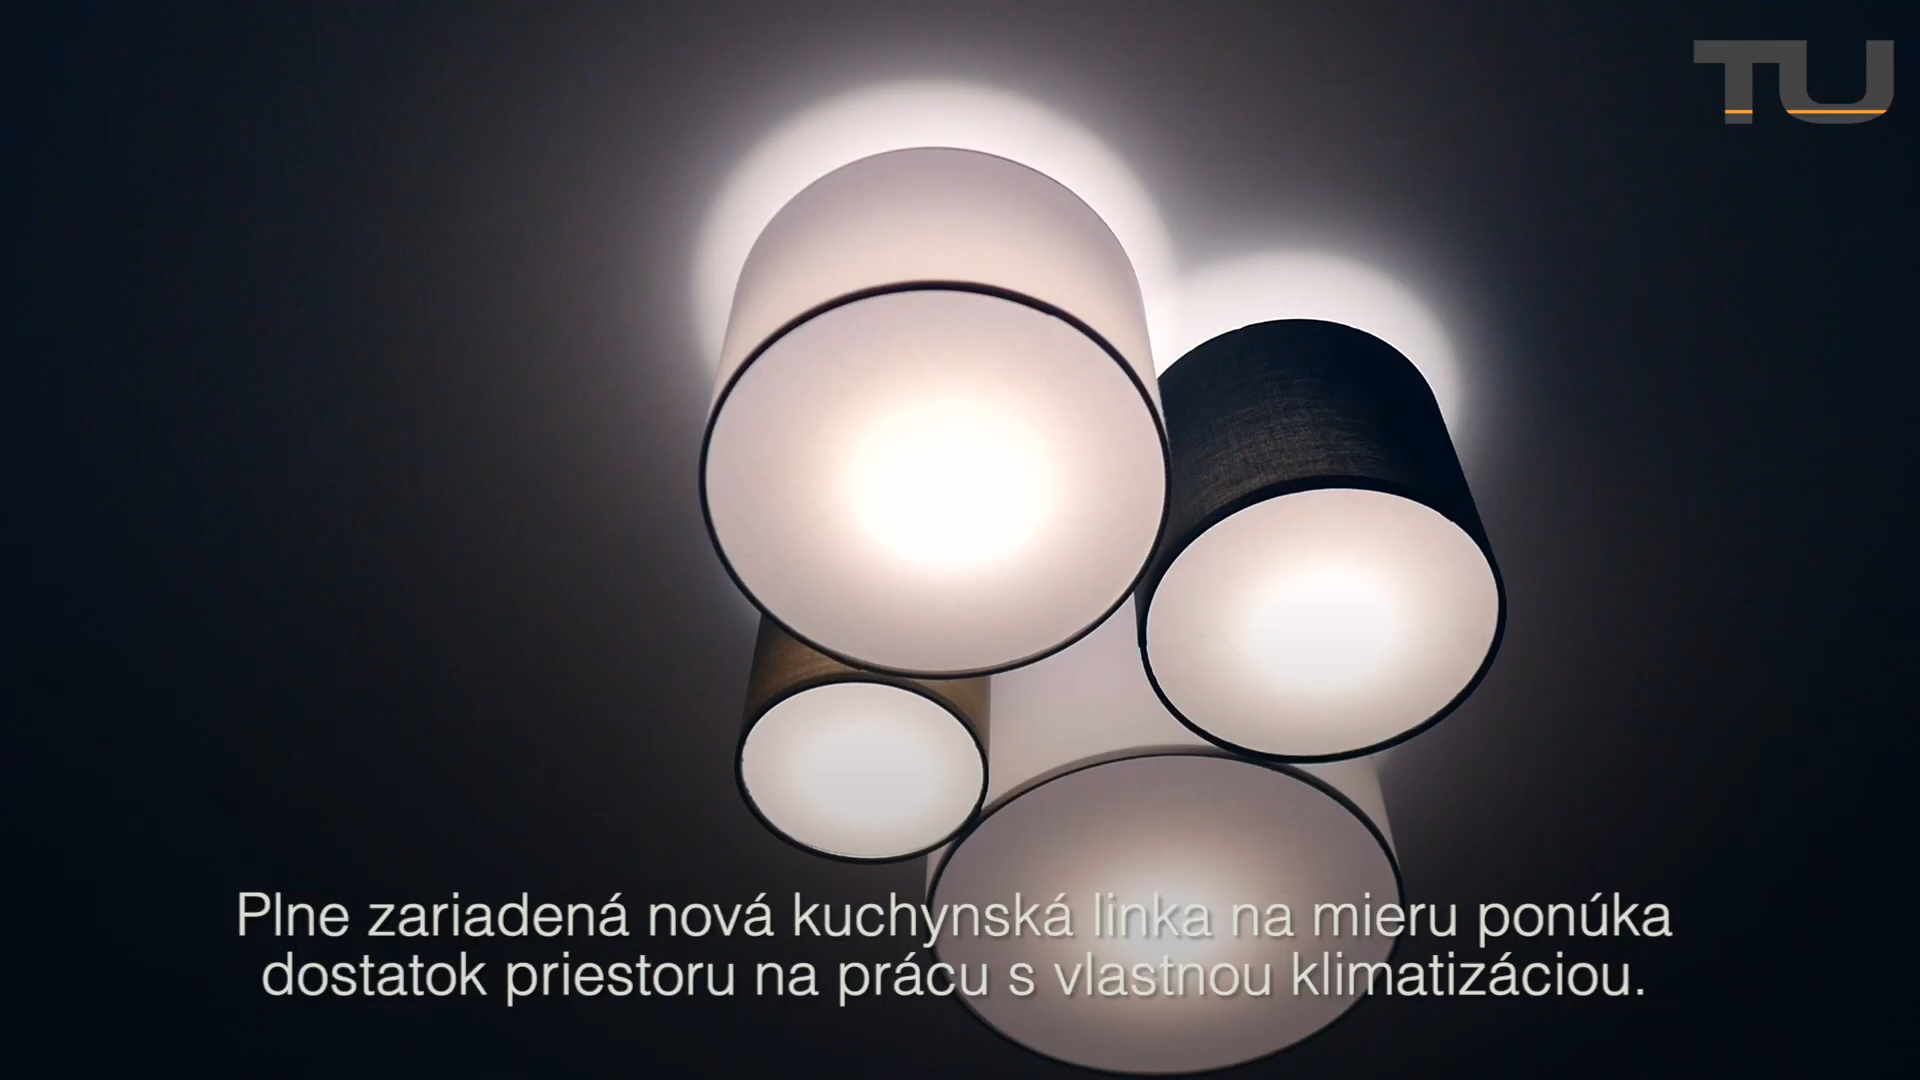 TU
Plne zariadená nová kuchynská linka na mieru ponúka
dostatok priestoru na prácu s vlastnou klimatizáciou.